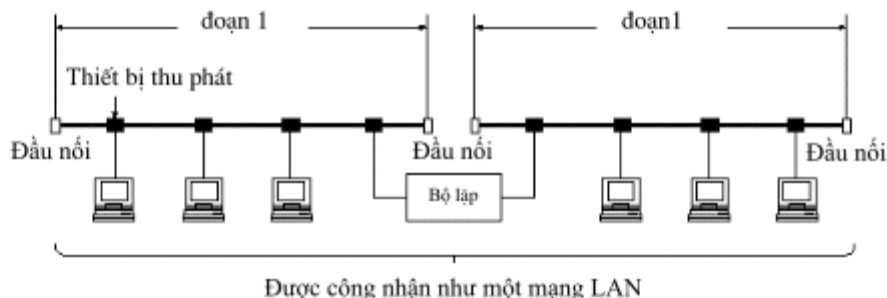 đoạn 1
đoạn1
Thiết bị thu phát
Đầu nối
Đầu nối
Đầu nối
Bộ lặp
Được công nhận như một mạng LAN